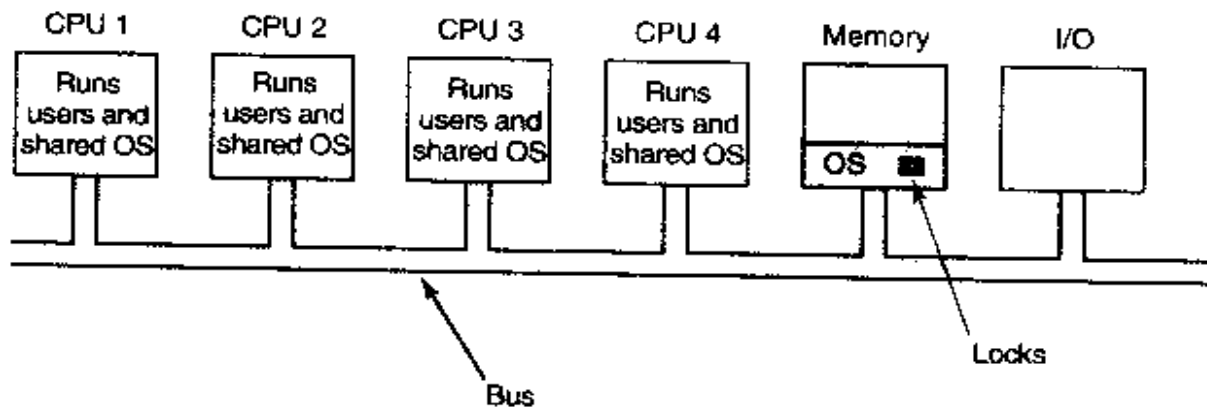 CPU 1
CPU 2
CPU 3
CPU 4
Memory
I/O
Runs
users and
shared OS
Runs
users and
shared OS
Runs
users and
shared OS
Runs
users and
shared OS
OS
Locks
Bus